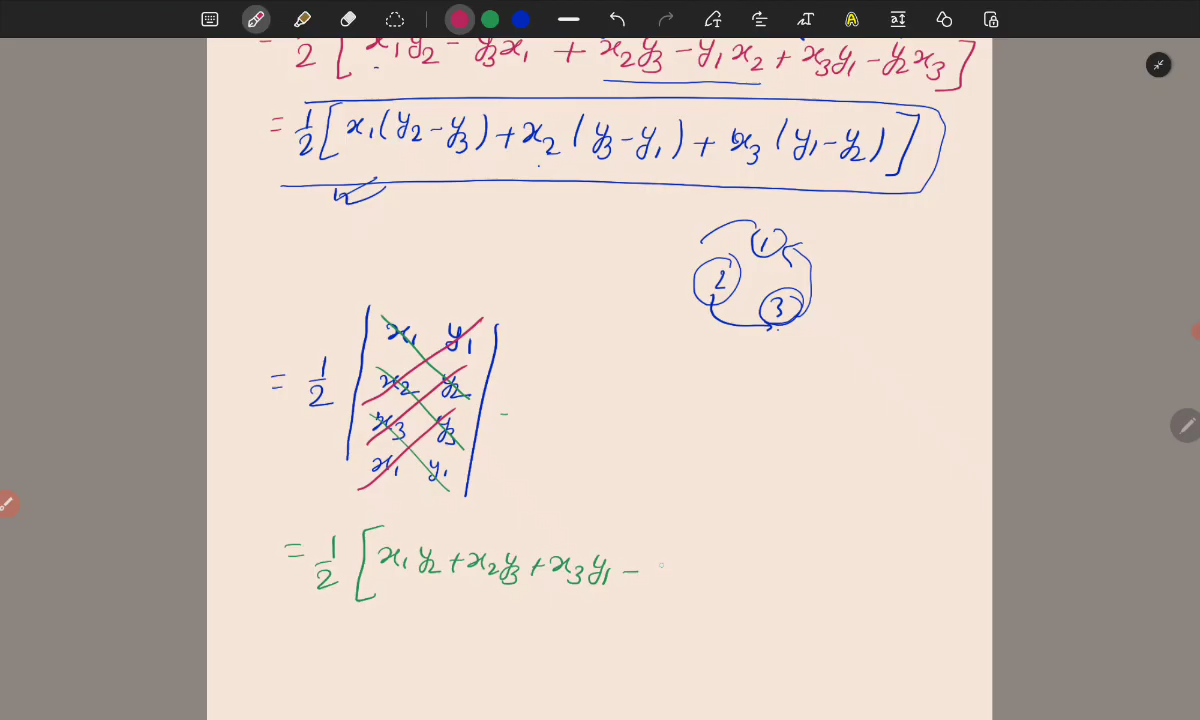 = 1/2 [ x₁y₂ - y₃x₁ + x₂y₃ - y₁x₂ + x₃y₁ - y₂x₃ ]
= 1/2 [ x₁(y₂-y₃) + x₂(y₃-y₁) + x₃(y₁-y₂) ]
1
2
3
x₁ y₁
= 1/2 | x₂ y₂ |
x₃ y₃
x₁ y₁
= 1/2 [ x₁y₂ + x₂y₃ + x₃y₁ -